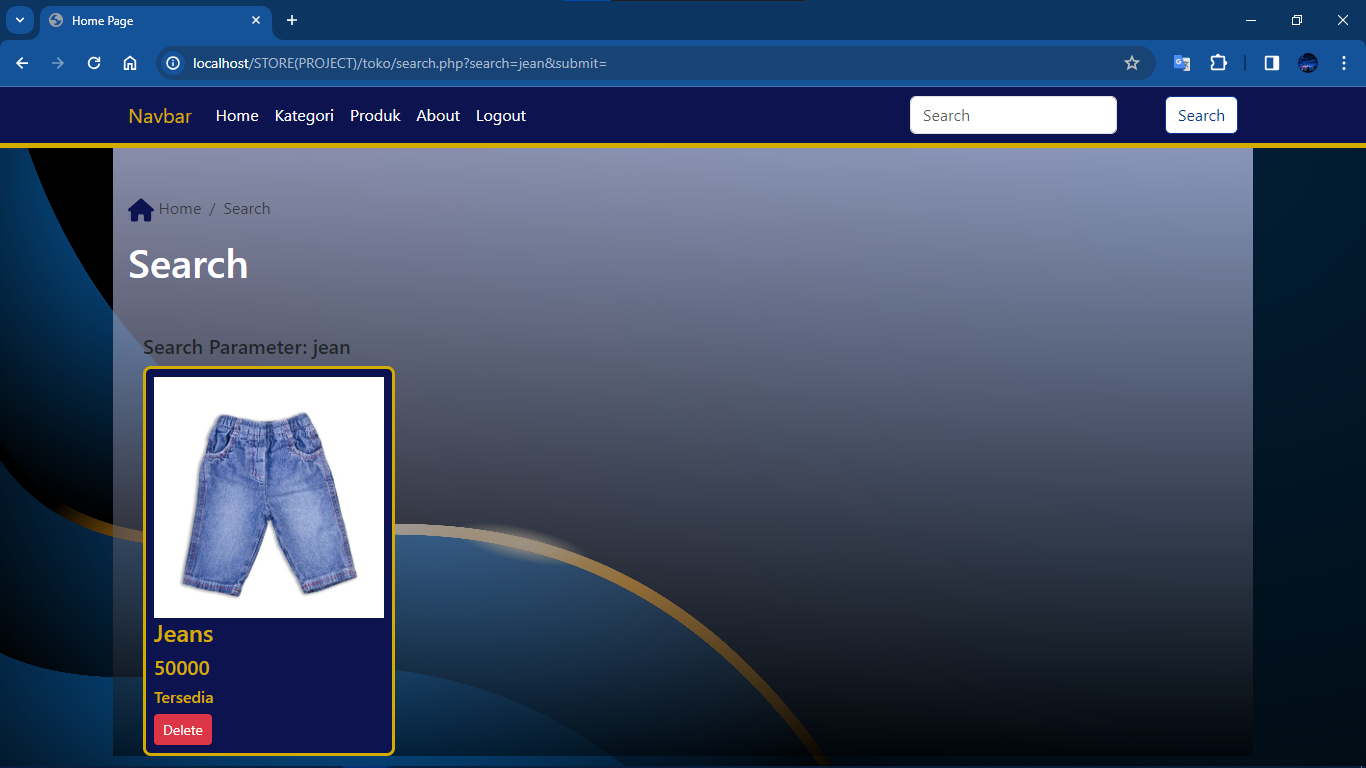 Home Page
localhost/STORE(PROJECT)/toko/search.php?search=jean&submit=
Navbar Home Kategori Produk About Logout Search Search
Home / Search
Search
Search Parameter: jean
Jeans
50000
Tersedia
Delete